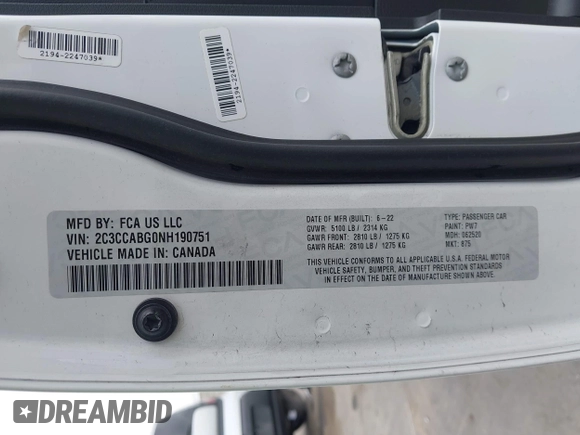 2194-2247039*
2194-2247039*
MFD BY: FCA US LLC
VIN: 2C3CCABG0NH190751
VEHICLE MADE IN: CANADA
DATE OF MFR (BUILT): 6-22
GVWR: 5100 LB / 2314 KG
GAWR FRONT: 2810 LB / 1275 KG
GAWR REAR: 2810 LB / 1275 KG
TYPE: PASSENGER CAR
PAINT: PW7
MDH: 062520
MKT: 875
THIS VEHICLE CONFORMS TO ALL APPLICABLE U.S.A. FEDERAL MOTOR
VEHICLE SAFETY, BUMPER, AND THEFT PREVENTION STANDARDS
IN EFFECT ON THE DATE OF MANUFACTURE SHOWN ABOVE.
DREAMBID